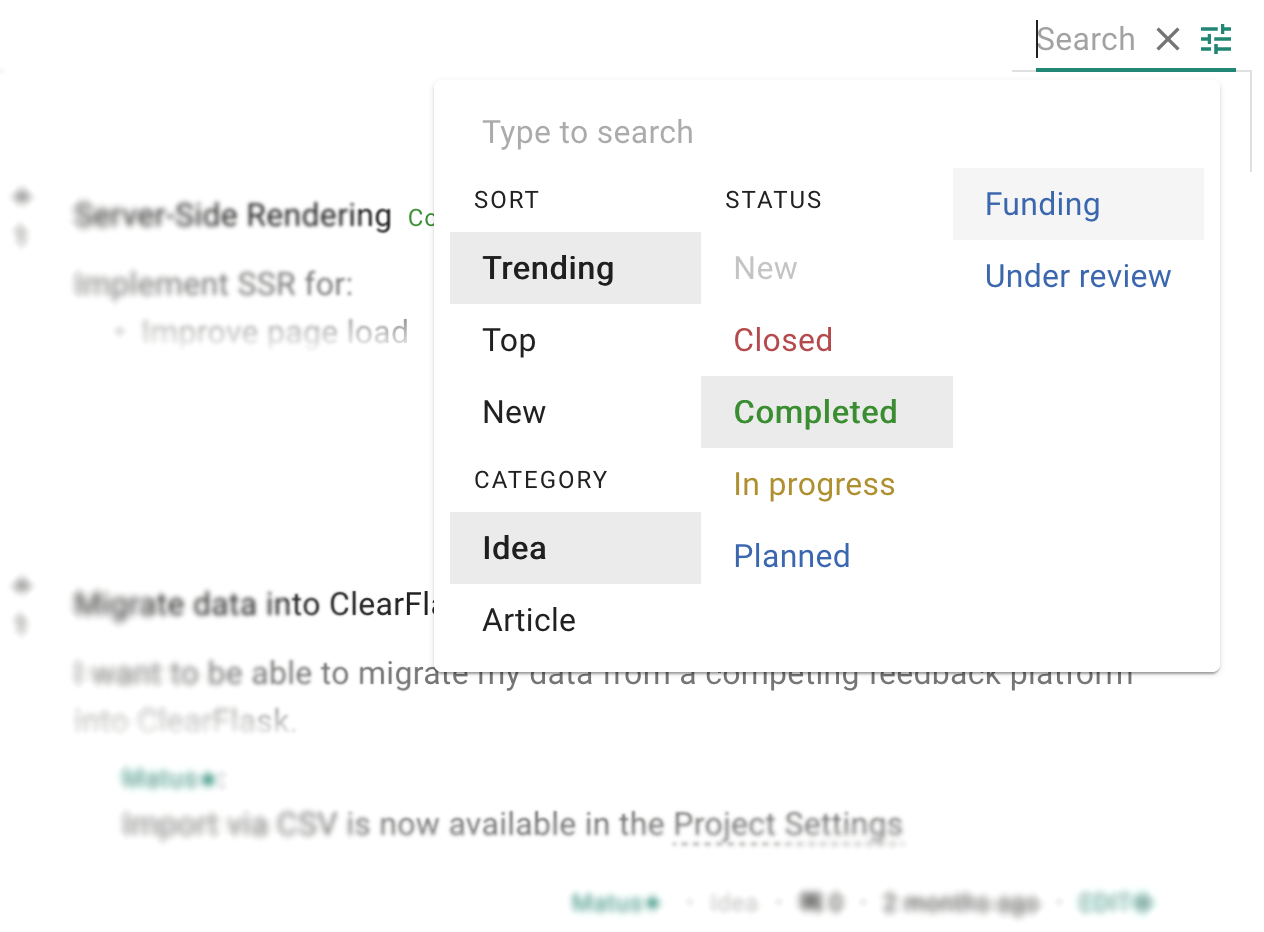 Search
Type to search
SORT
Trending
Top
New
CATEGORY
Idea
Article
STATUS
New
Closed
Completed
In progress
Planned
Funding
Under review
Server-Side Rendering Co
Implement SSR for:
• Improve page load
Migrate data into ClearFla
I want to be able to migrate my data from a competing feedback platform
into ClearFlask.
Matus:
Import via CSV is now available in the Project Settings
Matus · Idea · 0 · 2 months ago · EDIT